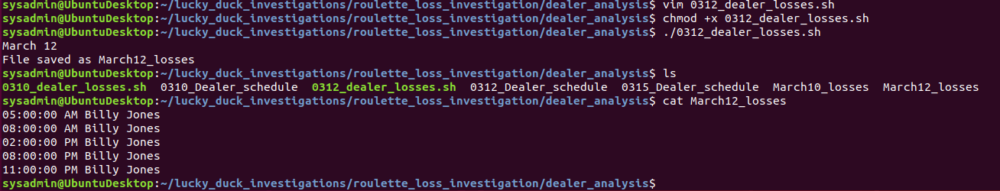 sysadmin@UbuntuDesktop:~/lucky_duck_investigations/roulette_loss_investigation/dealer_analysis$ vim 0312_dealer_losses.sh
sysadmin@UbuntuDesktop:~/lucky_duck_investigations/roulette_loss_investigation/dealer_analysis$ chmod +x 0312_dealer_losses.sh
sysadmin@UbuntuDesktop:~/lucky_duck_investigations/roulette_loss_investigation/dealer_analysis$ ./0312_dealer_losses.sh
March 12
File saved as March12_losses
sysadmin@UbuntuDesktop:~/lucky_duck_investigations/roulette_loss_investigation/dealer_analysis$ ls
0310_dealer_losses.sh  0310_Dealer_schedule  0312_dealer_losses.sh  0312_Dealer_schedule  0315_Dealer_schedule  March10_losses  March12_losses
sysadmin@UbuntuDesktop:~/lucky_duck_investigations/roulette_loss_investigation/dealer_analysis$ cat March12_losses
05:00:00 AM Billy Jones
08:00:00 AM Billy Jones
02:00:00 PM Billy Jones
08:00:00 PM Billy Jones
11:00:00 PM Billy Jones
sysadmin@UbuntuDesktop:~/lucky_duck_investigations/roulette_loss_investigation/dealer_analysis$